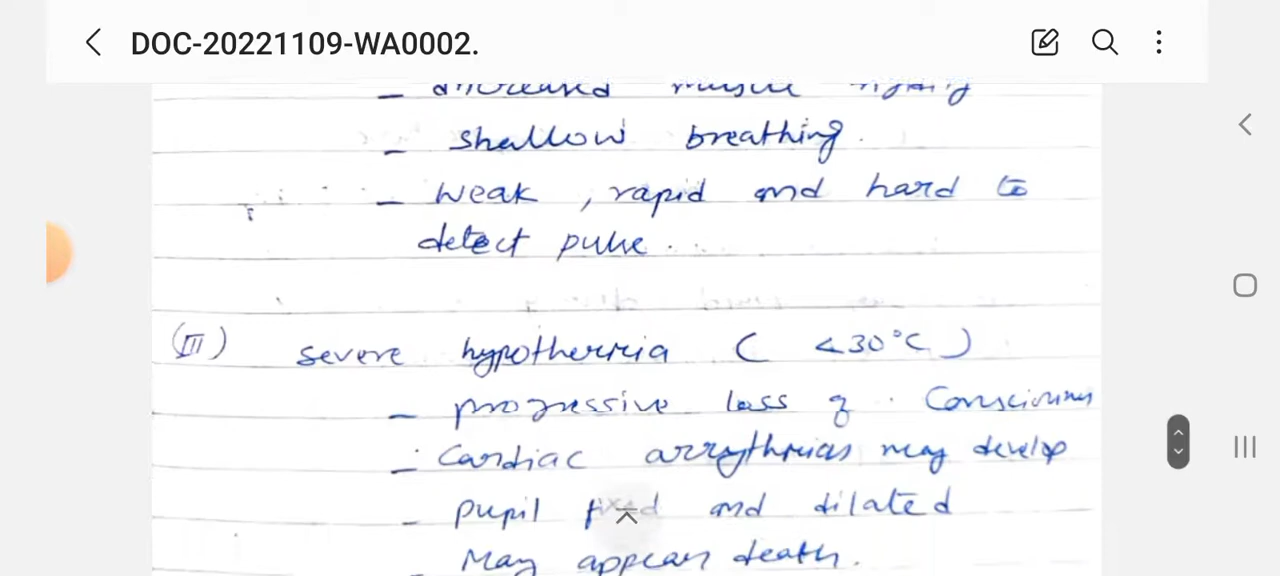 DOC-20221109-WA0002.
shallow breathing.
- weak, rapid and hard to
detect pulse.
(III) severe hypothermia ( <30°C )
- progressive loss of
- Cardiac arrythmias may develop
- pupil fixed and dilated
May appear death.